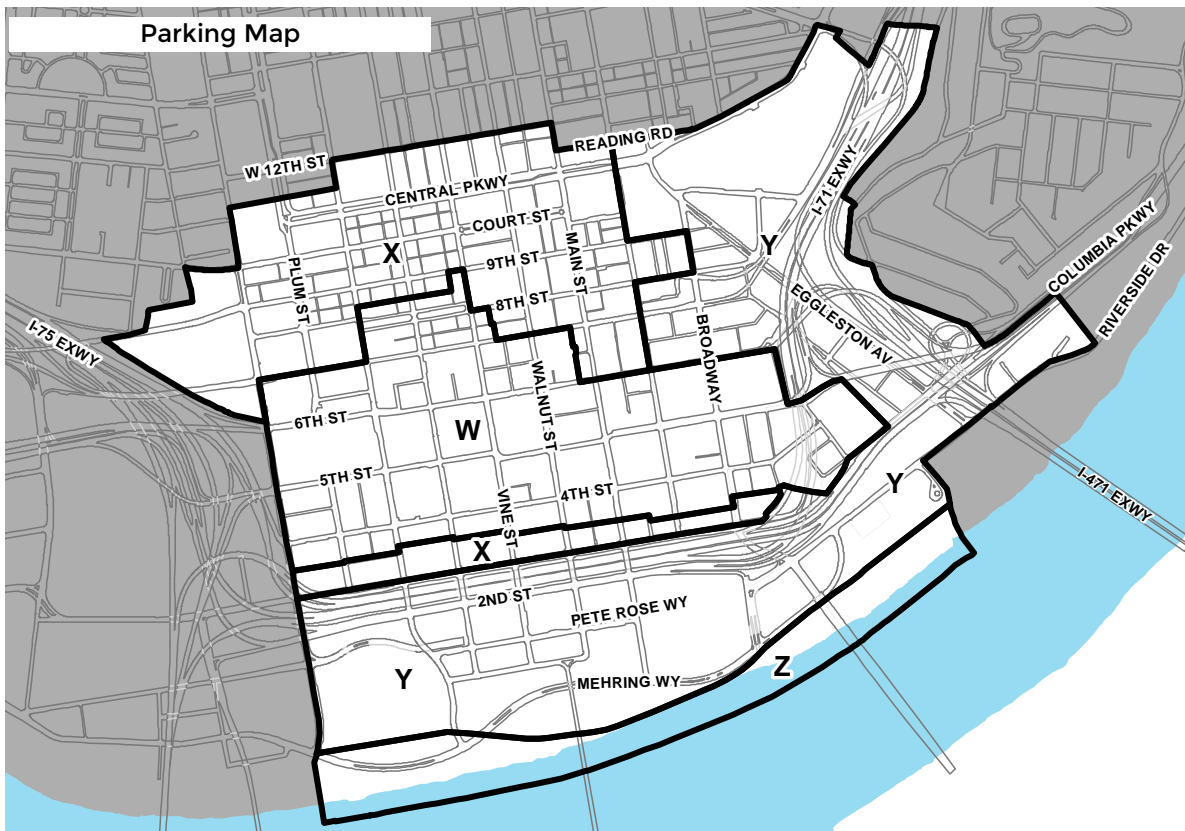 Parking Map
READING RD
W 12TH ST
CENTRAL PKWY
I-71 EXWY
COURT ST
MAIN ST
X
Y
9TH ST
COLUMBIA PKWY
PLUM ST
8TH ST
RIVERSIDE DR
EGGLESTON AV
I-75 EXWY
BROADWAY
WALNUT ST
6TH ST
W
5TH ST
4TH ST
VINE ST
Y
I-471 EXWY
X
2ND ST
PETE ROSE WY
Y
MEHRING WY
Z